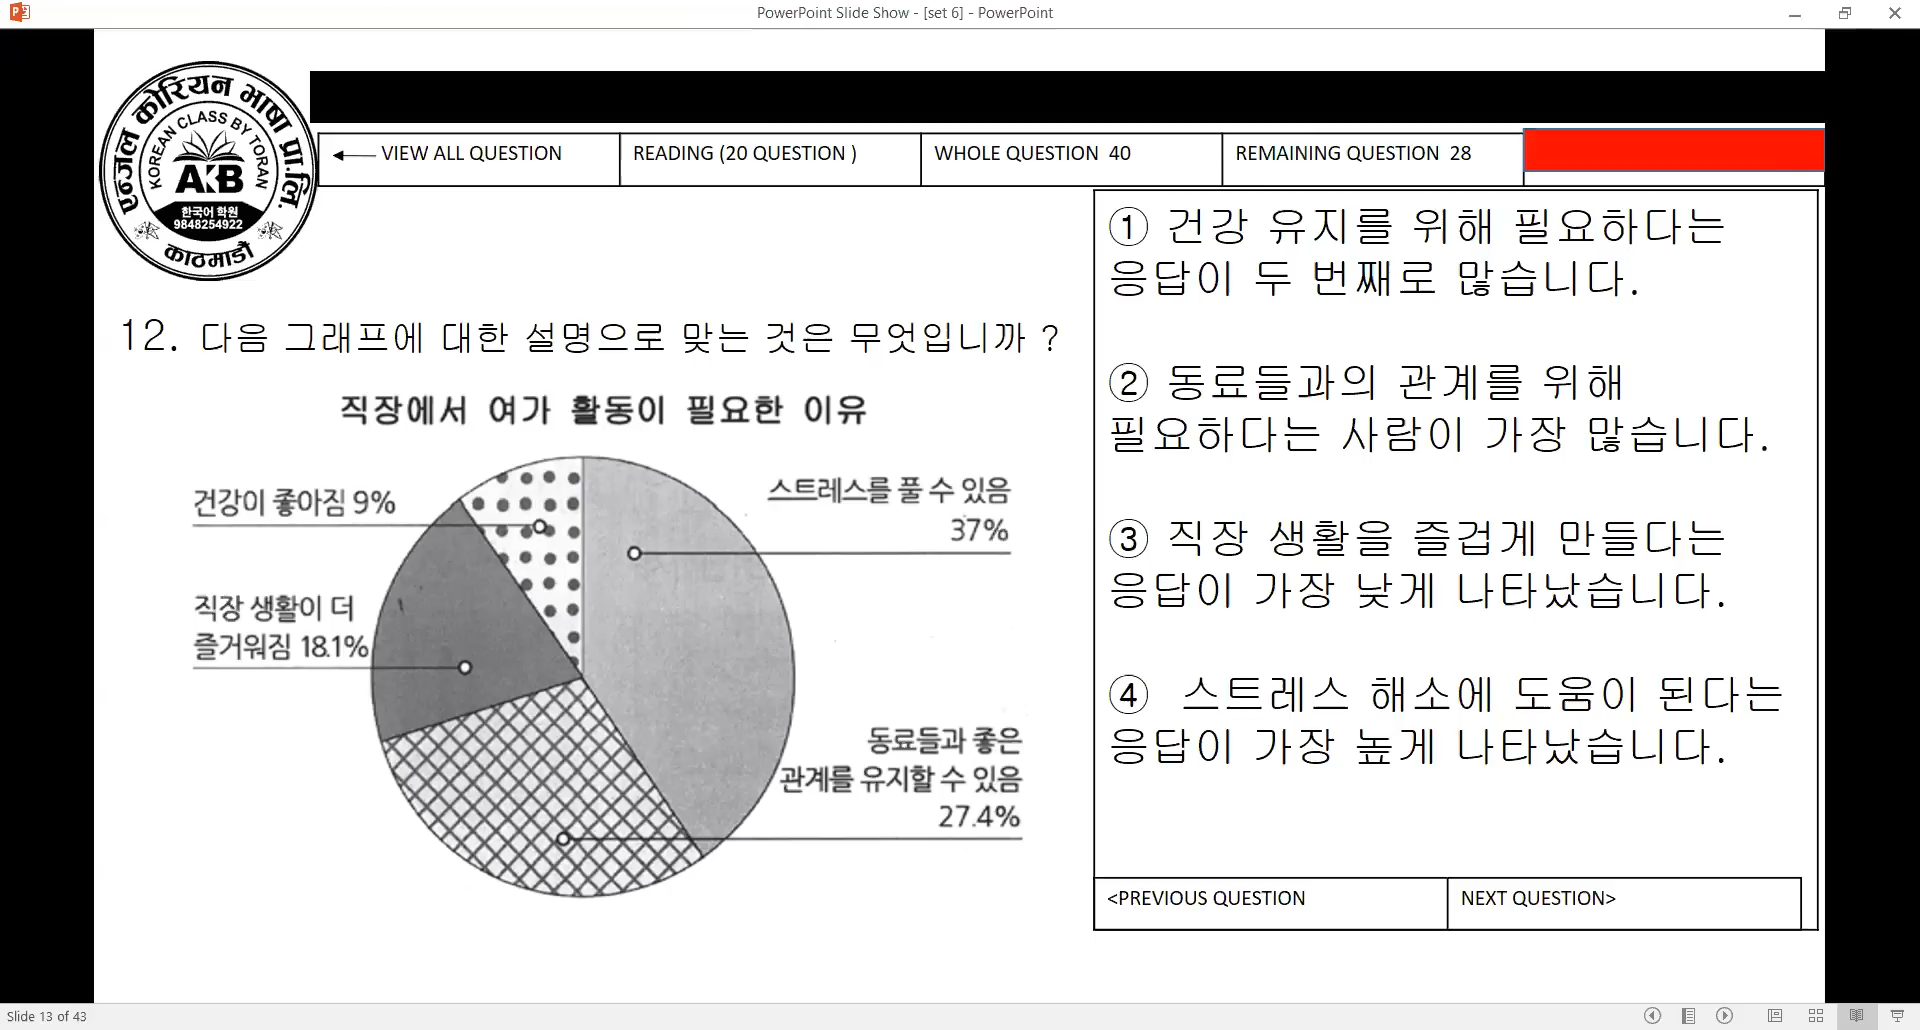 PowerPoint Slide Show - [set 6] - PowerPoint
एन्जल कोरियन भाषा प्रा.लि.
KOREAN CLASS BY TORAN
AKB
한국어 학원
9848254922
काठमाडौं
VIEW ALL QUESTION
READING (20 QUESTION )
WHOLE QUESTION 40
REMAINING QUESTION 28
12. 다음 그래프에 대한 설명으로 맞는 것은 무엇입니까 ?
직장에서 여가 활동이 필요한 이유
건강이 좋아짐 9%
스트레스를 풀 수 있음
37%
직장 생활이 더
즐거워짐 18.1%
동료들과 좋은
관계를 유지할 수 있음
27.4%
① 건강 유지를 위해 필요하다는
응답이 두 번째로 많습니다.
② 동료들과의 관계를 위해
필요하다는 사람이 가장 많습니다.
③ 직장 생활을 즐겁게 만들다는
응답이 가장 낮게 나타났습니다.
④ 스트레스 해소에 도움이 된다는
응답이 가장 높게 나타났습니다.
<PREVIOUS QUESTION
NEXT QUESTION>
Slide 13 of 43